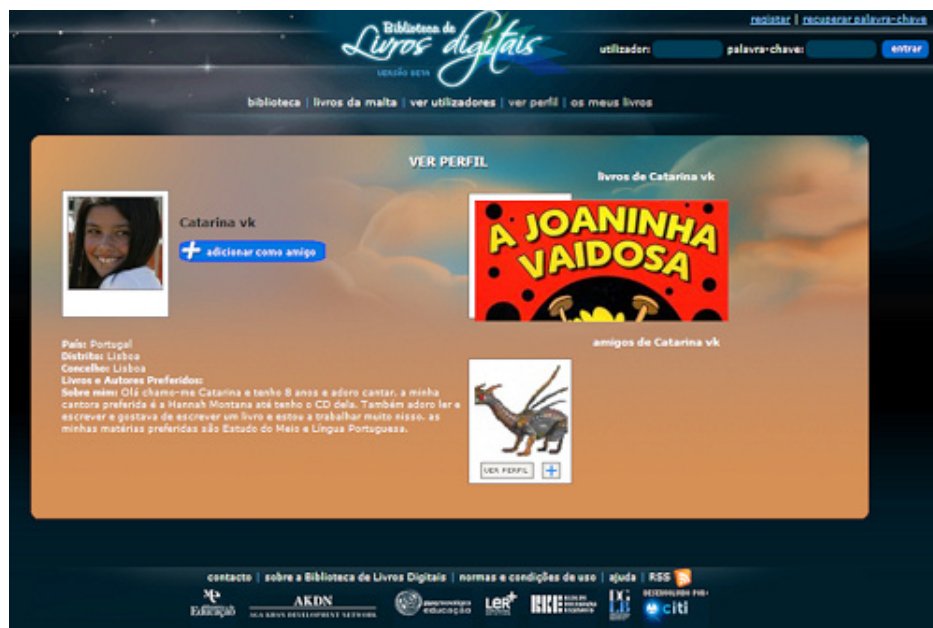 registar | recuperar palavra-chave
Biblioteca de
Livros digitais
VERSÃO BETA
utilizador:
palavra-chave:
entrar
biblioteca | livros da malta | ver utilizadores | ver perfil | os meus livros
VER PERFIL
livros de Catarina vk
Catarina vk
adicionar como amigo
A JOANINHA
VAIDOSA
amigos de Catarina vk
País: Portugal
Distrito: Lisboa
Concelho: Lisboa
Livros e Autores Preferidos:
Sobre mim: Olá chamo-me Catarina e tenho 8 anos e adoro cantar, a minha
cantora preferida é a Hannah Montana até tenho o CD dela. Também adoro ler e
escrever e gostava de escrever um livro e estou a trabalhar muito nisso. as
minhas matérias preferidas são Estudo do Meio e Língua Portuguesa.
VER PERFIL
contacto | sobre a Biblioteca de Livros Digitais | normas e condições de uso | ajuda | RSS
Educação
AKDN
AGA KHAN DEVELOPMENT NETWORK
educação
LER+
DESENVOLVIDO POR:
citi